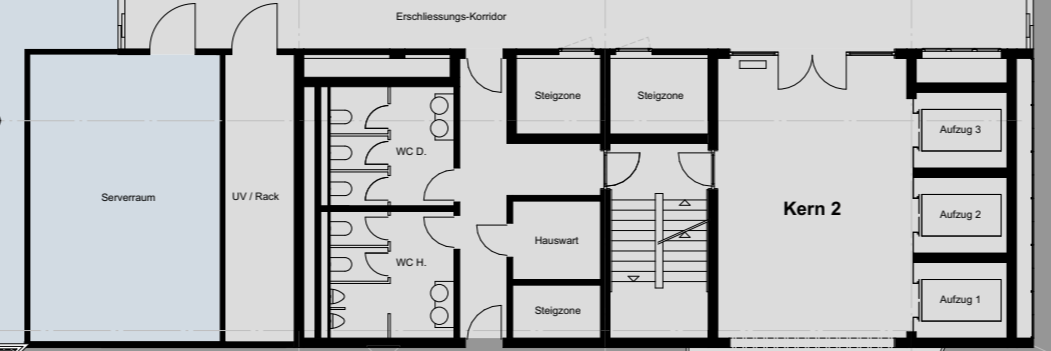 Erschliessungs-Korridor
Steigzone
Steigzone
Aufzug 3
WC D.
Serverraum
UV / Rack
Kern 2
Aufzug 2
Hauswart
WC H.
Aufzug 1
Steigzone